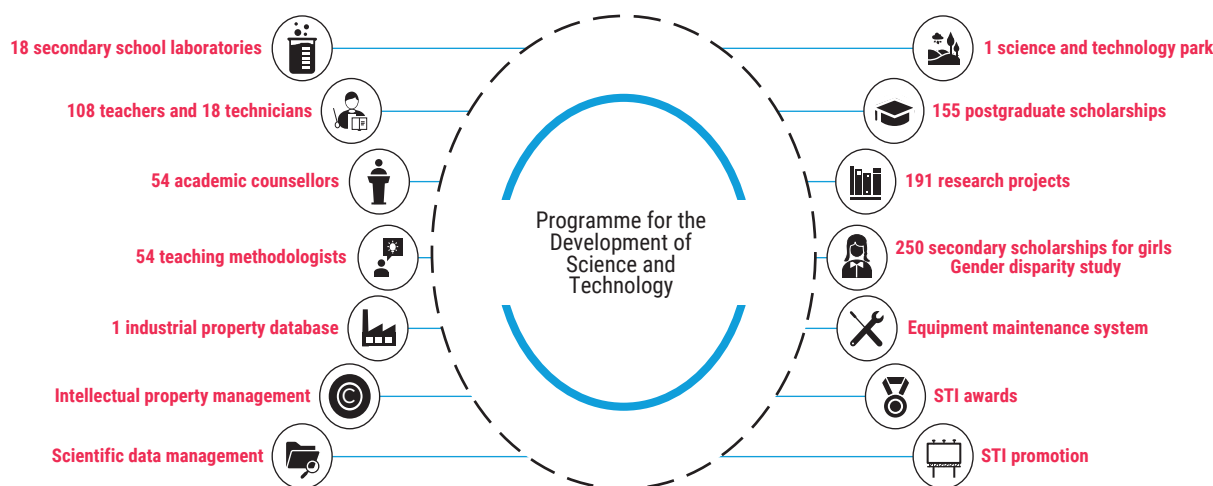 18 secondary school laboratories
108 teachers and 18 technicians
54 academic counsellors
54 teaching methodologists
1 industrial property database
Intellectual property management
©
Scientific data management
Programme for the
Development of
Science and
Technology
1 science and technology park
155 postgraduate scholarships
191 research projects
250 secondary scholarships for girls
Gender disparity study
Equipment maintenance system
STI awards
STI promotion